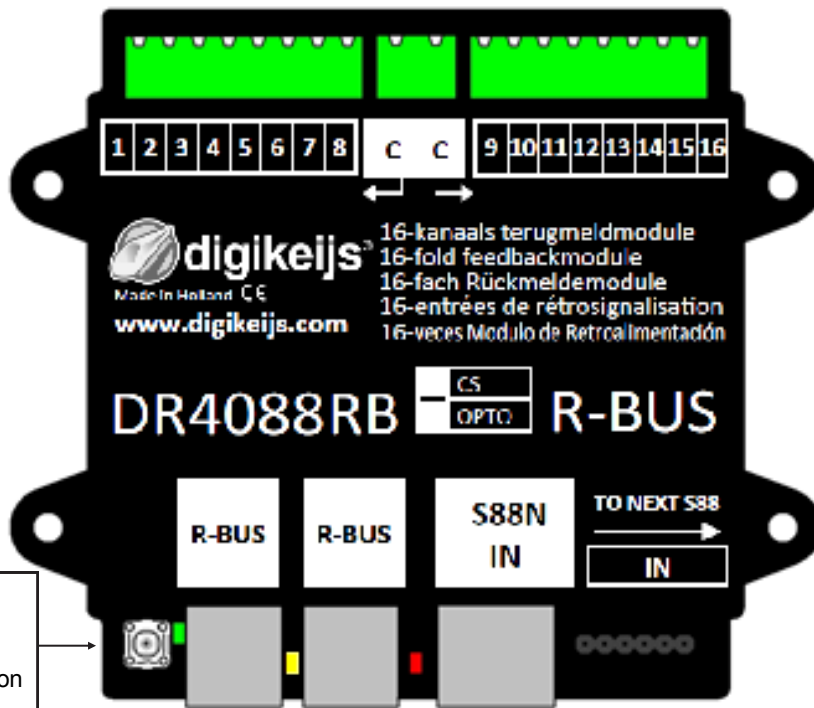 1 2 3 4 5 6 7 8 C C 9 10 11 12 13 14 15 16
digikeijs®
Made in Holland CE
www.digikeijs.com
16-kanaals terugmeldmodule
16-fold feedbackmodule
16-fach Rückmeldemodule
16-entrées de rétrosignalisation
16-veces Modulo de Retroalimentación
DR4088RB
CS
OPTO
R-BUS
R-BUS
R-BUS
S88N
IN
TO NEXT S88
IN
on